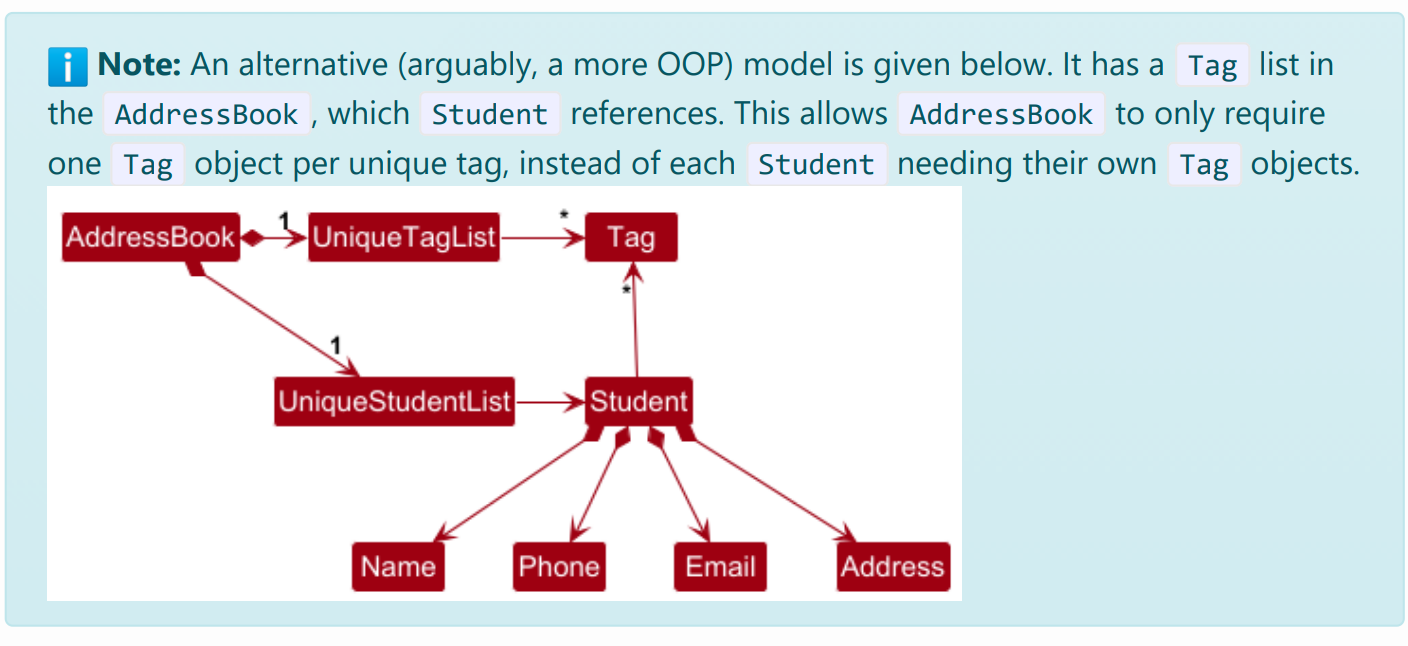 Note: An alternative (arguably, a more OOP) model is given below. It has a Tag list in
the AddressBook, which Student references. This allows AddressBook to only require
one Tag object per unique tag, instead of each Student needing their own Tag objects.
AddressBook 1 UniqueTagList * Tag
*
1
UniqueStudentList Student
Name Phone Email Address